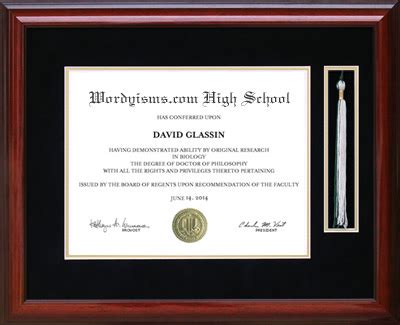 Wordyisms.com High School
HAS CONFERRED UPON
DAVID GLASSIN
HAVING DEMONSTRATED ABILITY BY ORIGINAL RESEARCH
IN BIOLOGY
THE DEGREE OF DOCTOR OF PHILOSOPHY
WITH ALL THE RIGHTS AND PRIVILEGES THERETO PERTAINING
ISSUED BY THE BOARD OF REGENTS UPON RECOMMENDATION OF THE FACULTY
JUNE 14, 2014
PROVOST
PRESIDENT